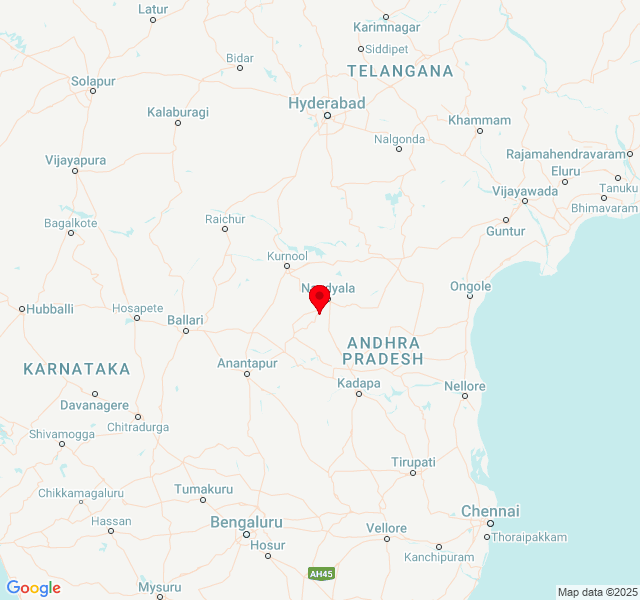 Latur
Karimnagar
Siddipet
Bidar
TELANGANA
Solapur
Hyderabad
Kalaburagi
Khammam
Nalgonda
Rajamahendravaram
Vijayapura
Eluru
Tanuku
Vijayawada
Bhimavaram
Raichur
Bagalkote
Guntur
Kurnool
Ongole
Hubballi
Hosapete
Ballari
ANDHRA
PRADESH
Anantapur
KARNATAKA
Kadapa
Nellore
Davanagere
Chitradurga
Shivamogga
Tirupati
Chikkamagaluru
Tumakuru
Chennai
Hassan
Bengaluru
Vellore
Thoraipakkam
Hosur
Kanchipuram
AH45
Mysuru
Google
Map data ©2025